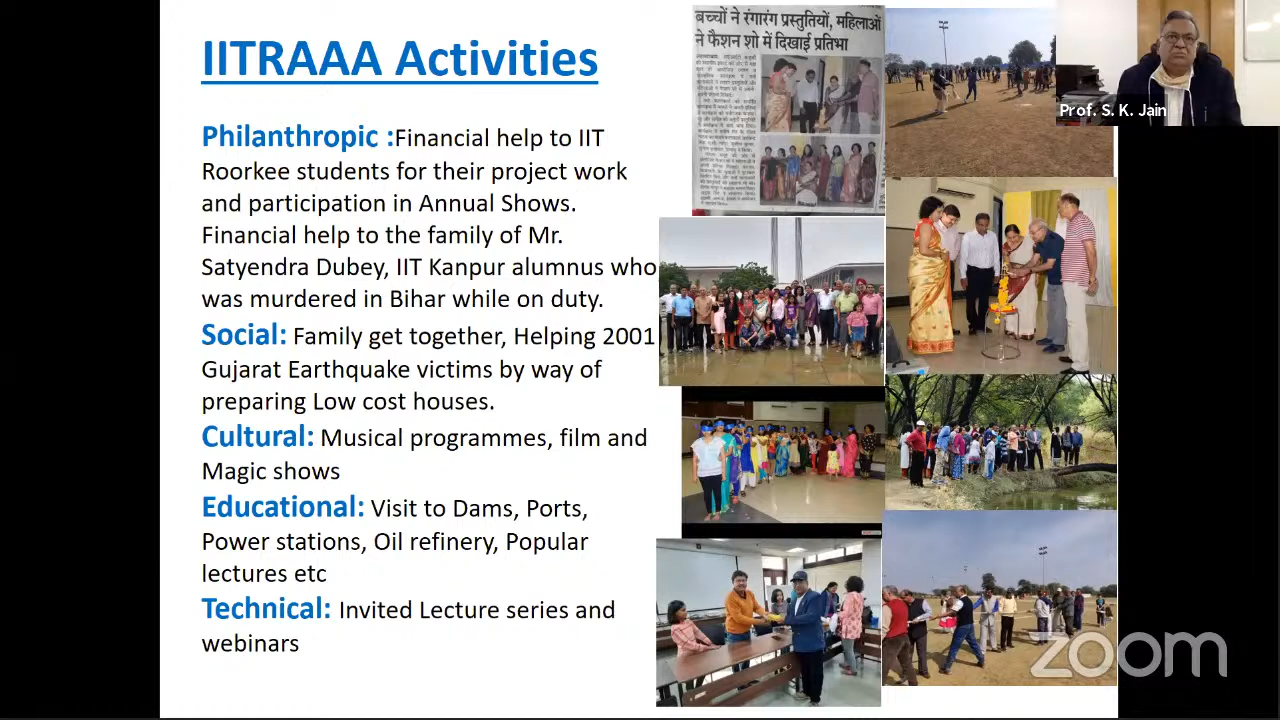 IITRAAA Activities
Philanthropic :Financial help to IIT
Roorkee students for their project work
and participation in Annual Shows.
Financial help to the family of Mr.
Satyendra Dubey, IIT Kanpur alumnus who
was murdered in Bihar while on duty.
Social: Family get together, Helping 2001
Gujarat Earthquake victims by way of
preparing Low cost houses.
Cultural: Musical programmes, film and
Magic shows
Educational: Visit to Dams, Ports,
Power stations, Oil refinery, Popular
lectures etc
Technical: Invited Lecture series and
webinars
बच्चों ने रंगारंग प्रस्तुतियों, महिलाओं
ने फैशन शो में दिखाई प्रतिभा
Prof. S. K. Jain
zoom